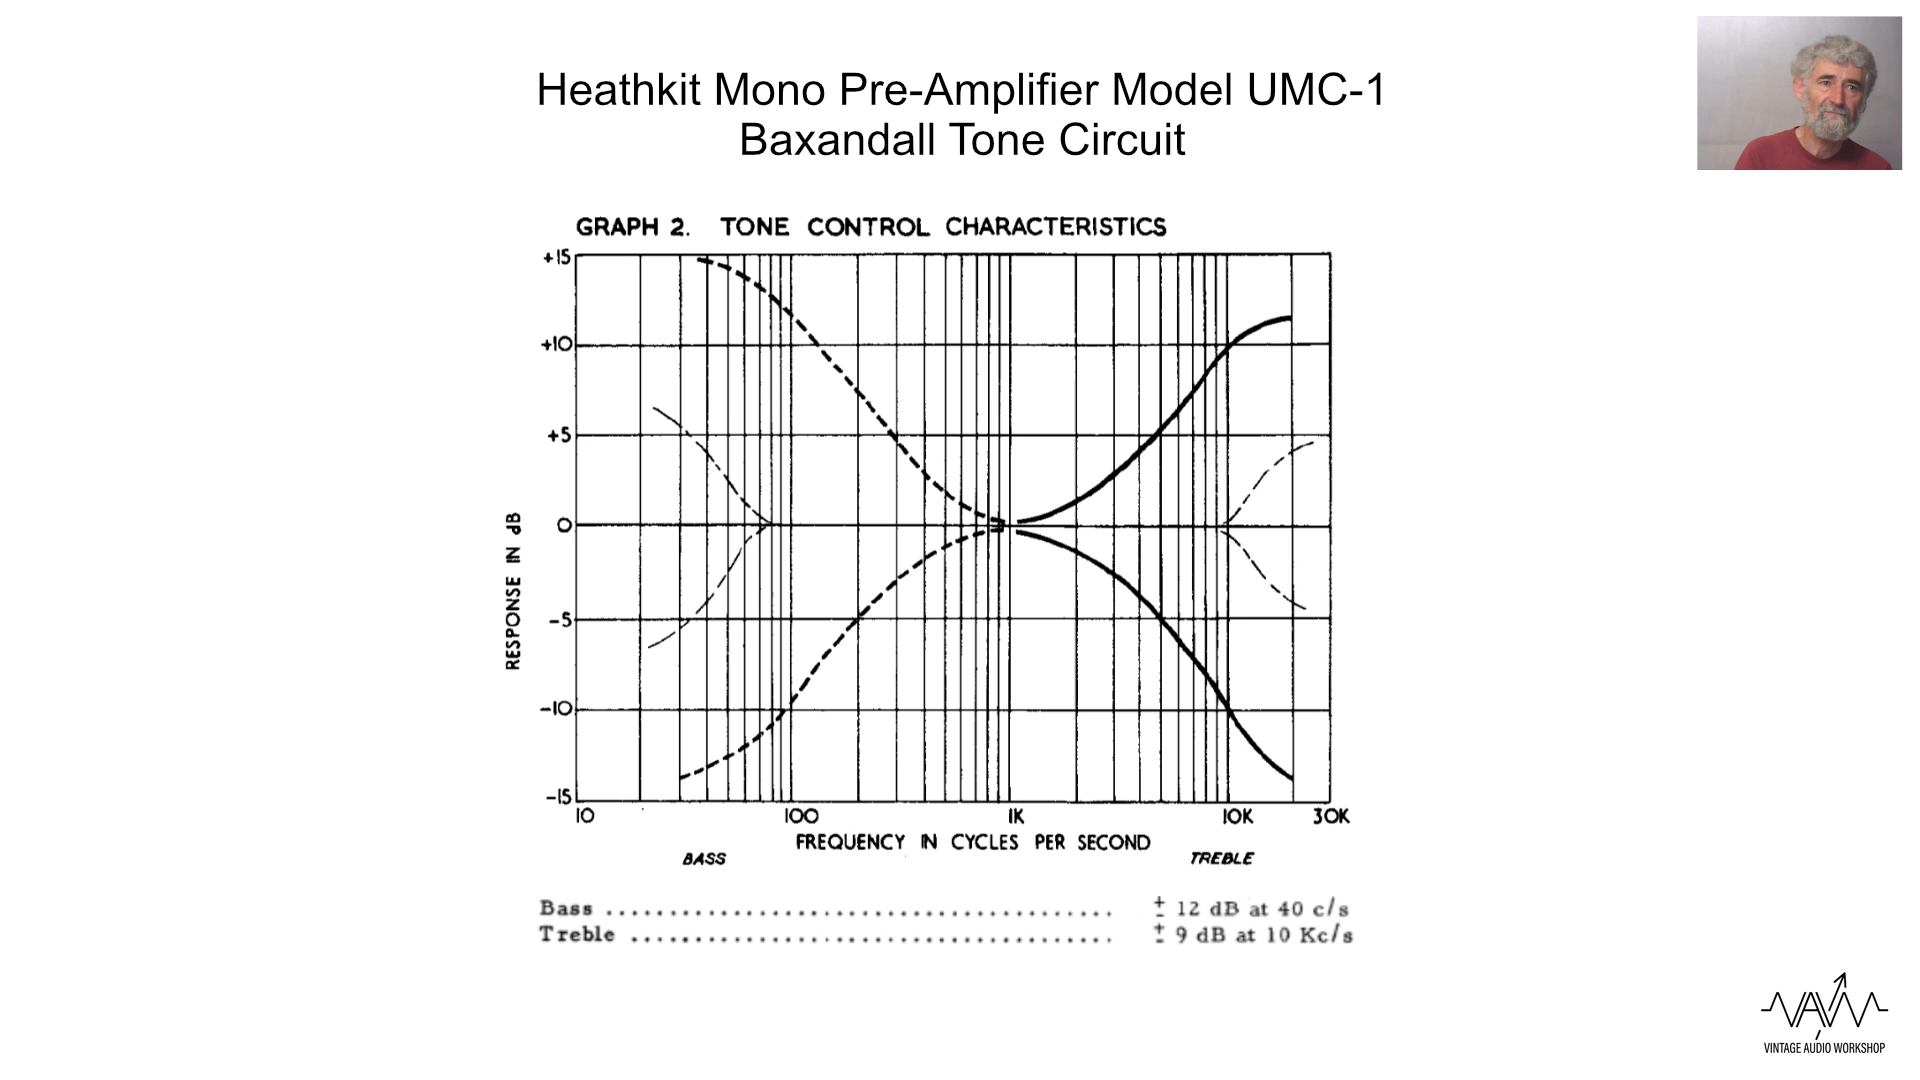 Heathkit Mono Pre-Amplifier Model UMC-1
Baxandall Tone Circuit
GRAPH 2. TONE CONTROL CHARACTERISTICS
+15
+10
+5
0
-5
-10
-15
RESPONSE IN dB
10 100 1K 10K 30K
FREQUENCY IN CYCLES PER SECOND
BASS TREBLE
Bass ........................................ ± 12 dB at 40 c/s
Treble ...................................... ± 9 dB at 10 Kc/s
VAW
VINTAGE AUDIO WORKSHOP